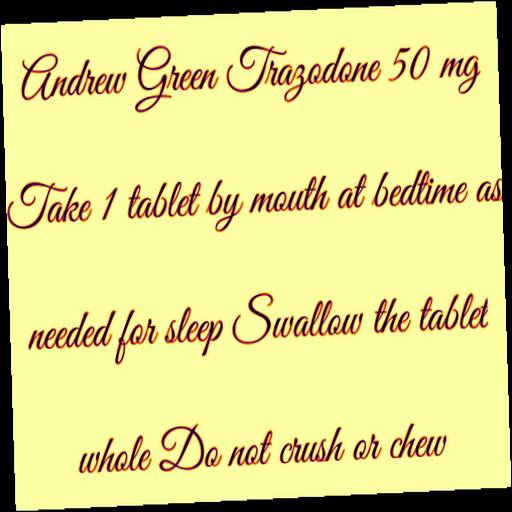 Andrew Green Trazodone 50 mg
Take 1 tablet by mouth at bedtime as
needed for sleep Swallow the tablet
whole Do not crush or chew